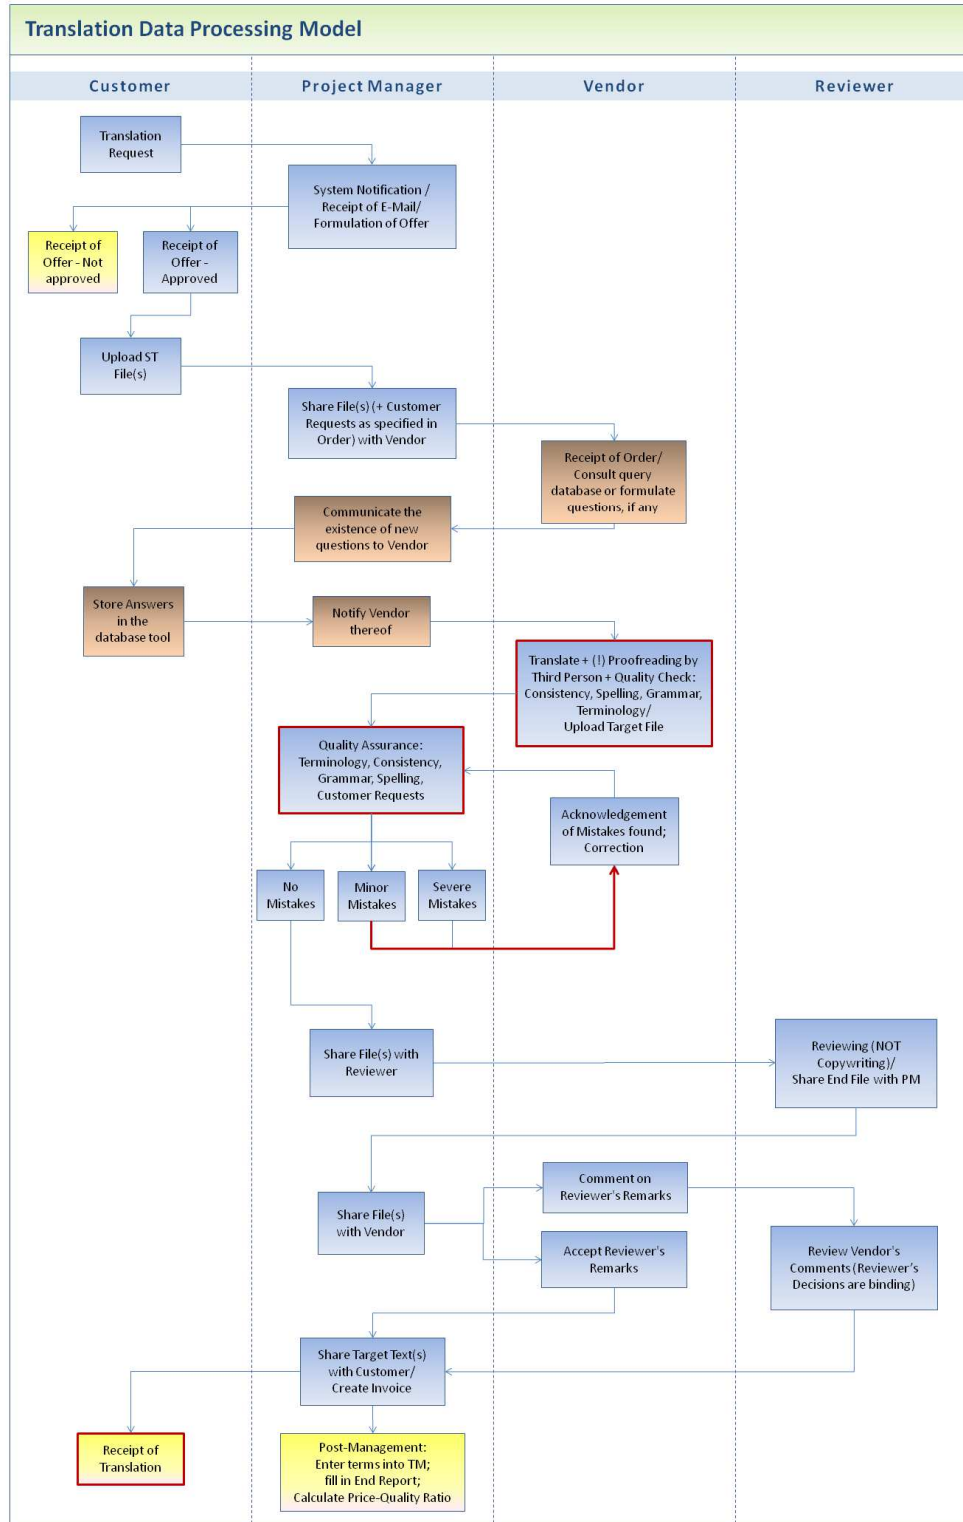 Translation Data Processing Model
Customer
Project Manager
Vendor
Reviewer
Translation
Request
System Notification /
Receipt of E-Mail/
Formulation of Offer
Receipt of
Offer - Not
approved
Receipt of
Offer -
Approved
Upload ST
File(s)
Share File(s) (+ Customer
Requests as specified in
Order) with Vendor
Receipt of Order/
Consult query
database or formulate
questions, if any
Communicate the
existence of new
questions to Vendor
Store Answers
in the
database tool
Notify Vendor
thereof
Translate + (!) Proofreading by
Third Person + Quality Check:
Consistency, Spelling, Grammar,
Terminology/
Upload Target File
Quality Assurance:
Terminology, Consistency,
Grammar, Spelling,
Customer Requests
Acknowledgement
of Mistakes found;
Correction
No
Mistakes
Minor
Mistakes
Severe
Mistakes
Share File(s) with
Reviewer
Reviewing (NOT
Copywriting)/
Share End File with PM
Share File(s)
with Vendor
Comment on
Reviewer's Remarks
Accept Reviewer's
Remarks
Review Vendor's
Comments (Reviewer's
Decisions are binding)
Share Target Text(s)
with Customer/
Create Invoice
Receipt of
Translation
Post-Management:
Enter terms into TM;
fill in End Report;
Calculate Price-Quality Ratio